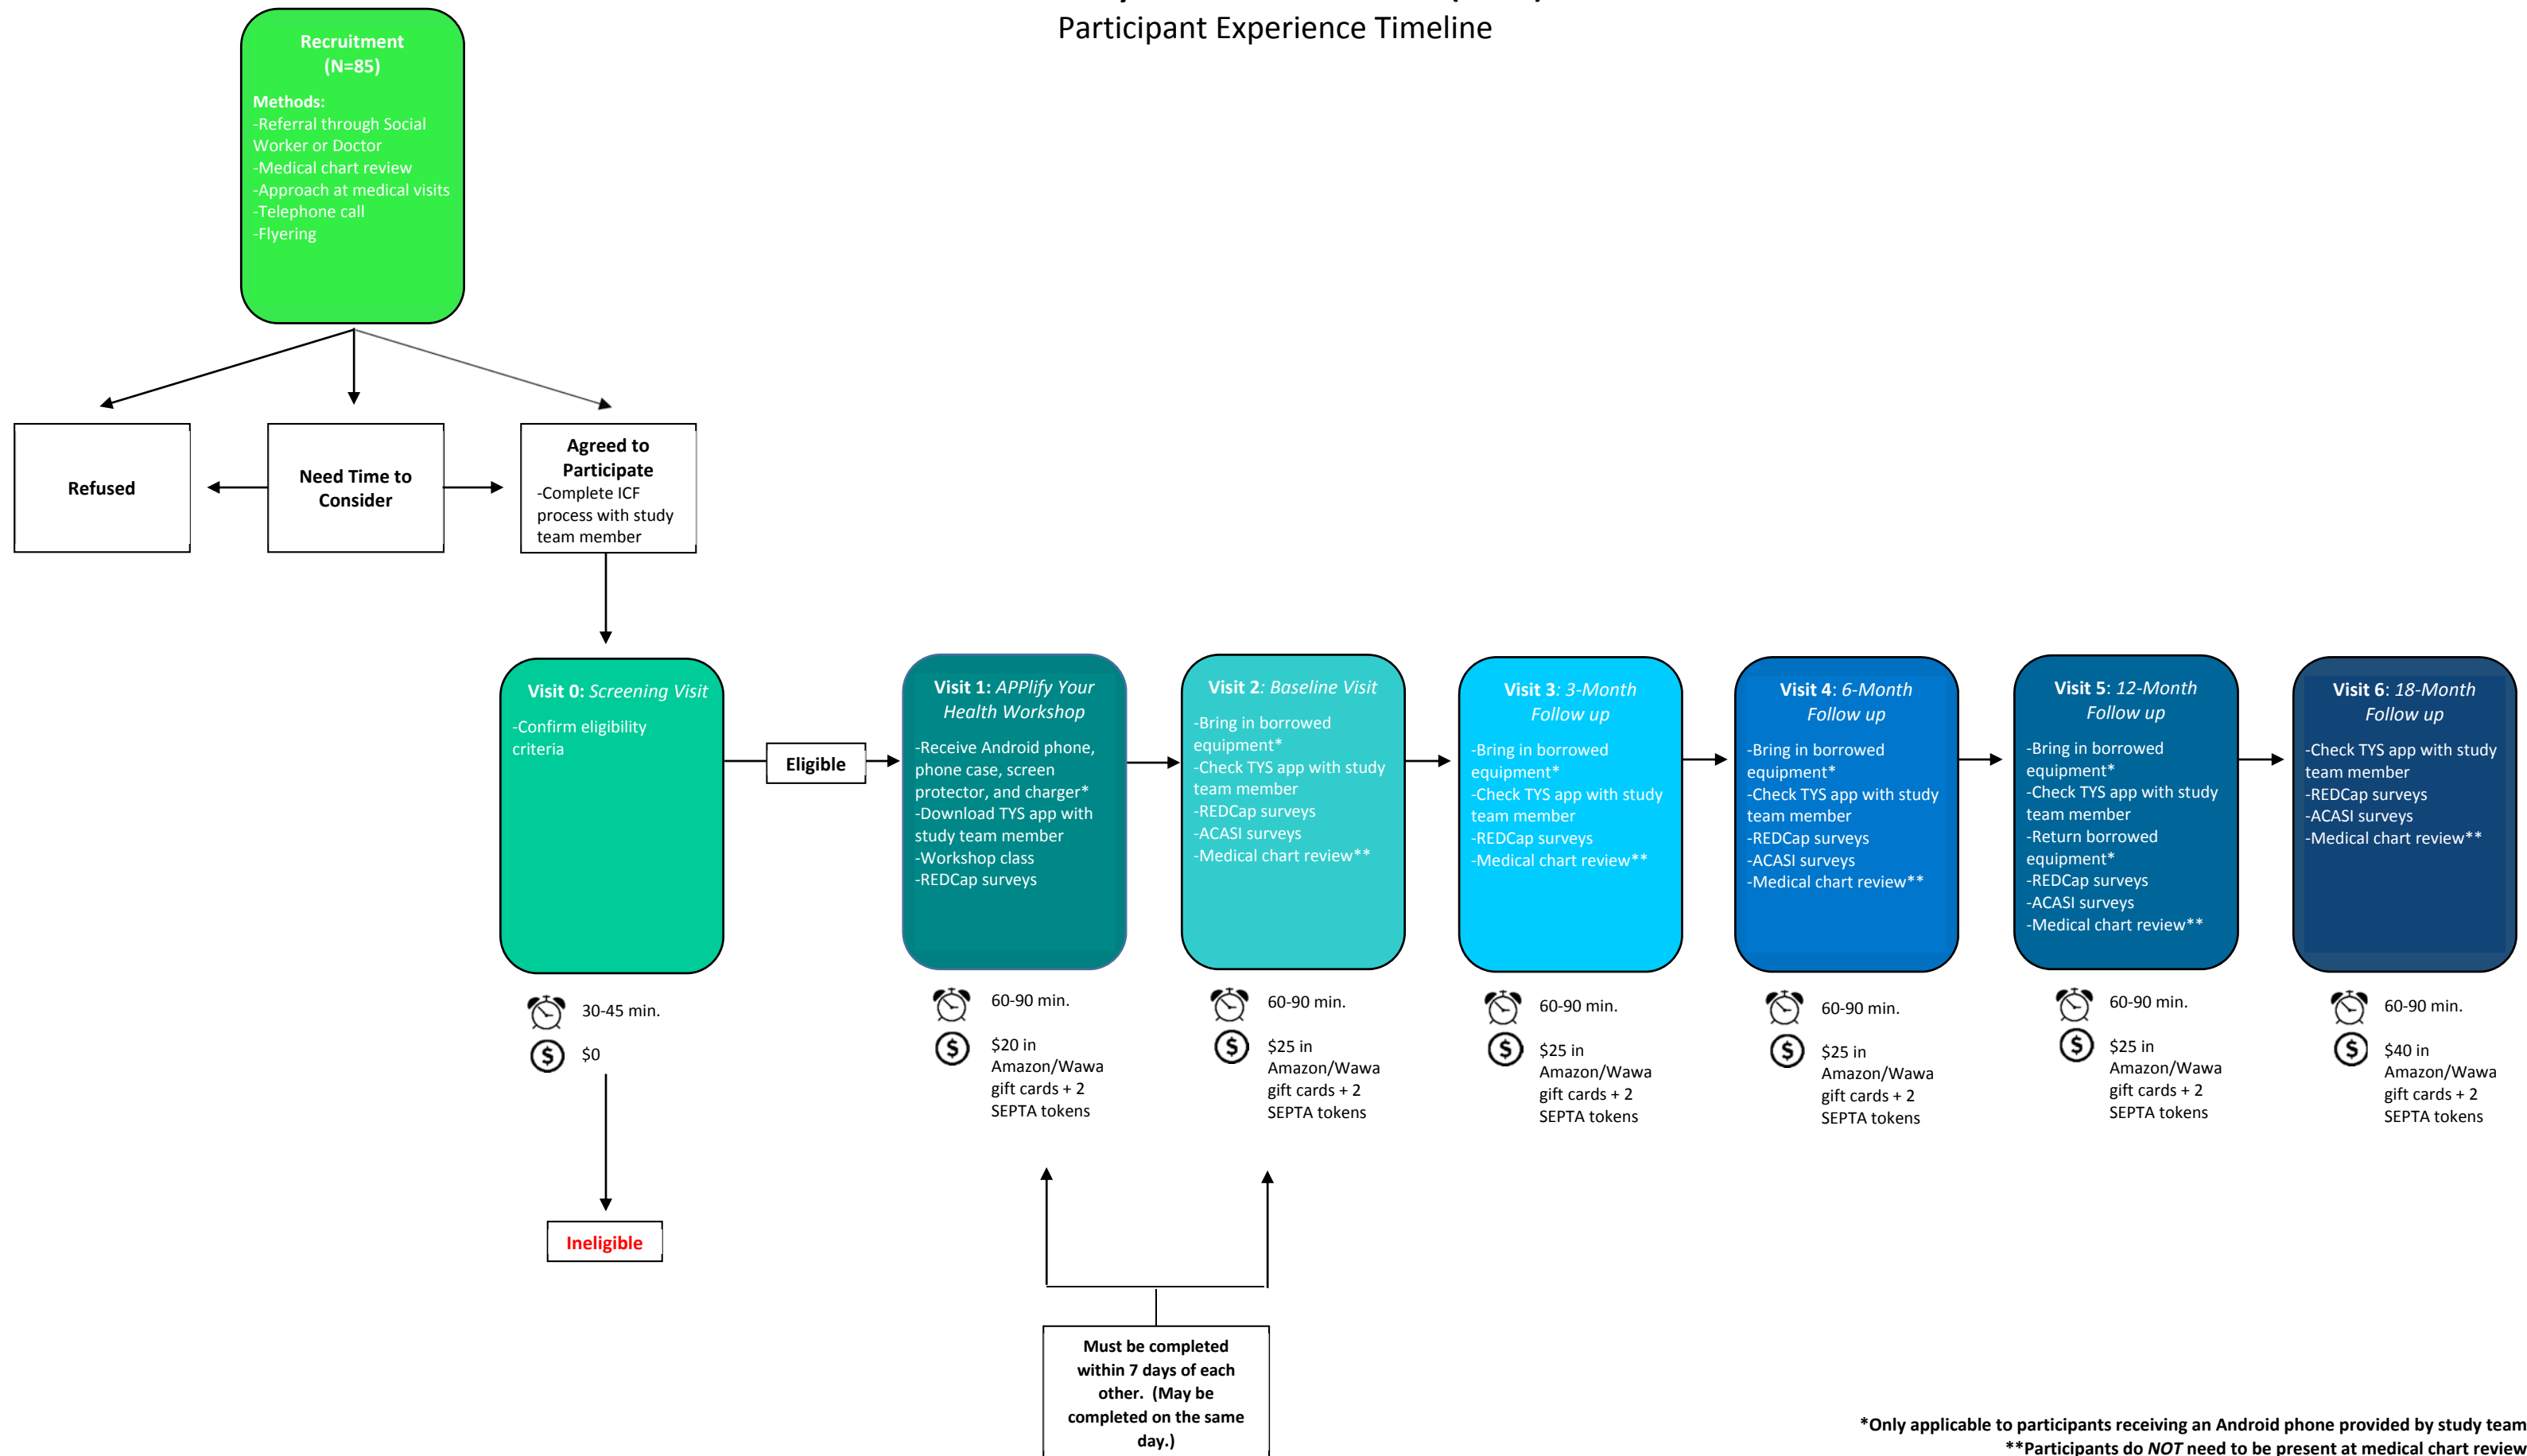 Participant Experience Timeline
Recruitment
(N=85)
Methods:
-Referral through Social
Worker or Doctor
-Medical chart review
-Approach at medical visits
-Telephone call
-Flyering
Refused
Need Time to
Consider
Agreed to
Participate
-Complete ICF
process with study
team member
Visit 0: Screening Visit
-Confirm eligibility
criteria
30-45 min.
$0
Ineligible
Eligible
Visit 1: APPlify Your
Health Workshop
-Receive Android phone,
phone case, screen
protector, and charger*
-Download TYS app with
study team member
-Workshop class
-REDCap surveys
60-90 min.
$20 in
Amazon/Wawa
gift cards + 2
SEPTA tokens
Visit 2: Baseline Visit
-Bring in borrowed
equipment*
-Check TYS app with study
team member
-REDCap surveys
-ACASI surveys
-Medical chart review**
60-90 min.
$25 in
Amazon/Wawa
gift cards + 2
SEPTA tokens
Must be completed
within 7 days of each
other. (May be
completed on the same
day.)
Visit 3: 3-Month
Follow up
-Bring in borrowed
equipment*
-Check TYS app with study
team member
-REDCap surveys
-Medical chart review**
60-90 min.
$25 in
Amazon/Wawa
gift cards + 2
SEPTA tokens
Visit 4: 6-Month
Follow up
-Bring in borrowed
equipment*
-Check TYS app with study
team member
-REDCap surveys
-ACASI surveys
-Medical chart review**
60-90 min.
$25 in
Amazon/Wawa
gift cards + 2
SEPTA tokens
Visit 5: 12-Month
Follow up
-Bring in borrowed
equipment*
-Check TYS app with study
team member
-Return borrowed
equipment*
-REDCap surveys
-ACASI surveys
-Medical chart review**
60-90 min.
$25 in
Amazon/Wawa
gift cards + 2
SEPTA tokens
Visit 6: 18-Month
Follow up
-Check TYS app with study
team member
-REDCap surveys
-ACASI surveys
-Medical chart review**
60-90 min.
$40 in
Amazon/Wawa
gift cards + 2
SEPTA tokens
*Only applicable to participants receiving an Android phone provided by study team
**Participants do NOT need to be present at medical chart review